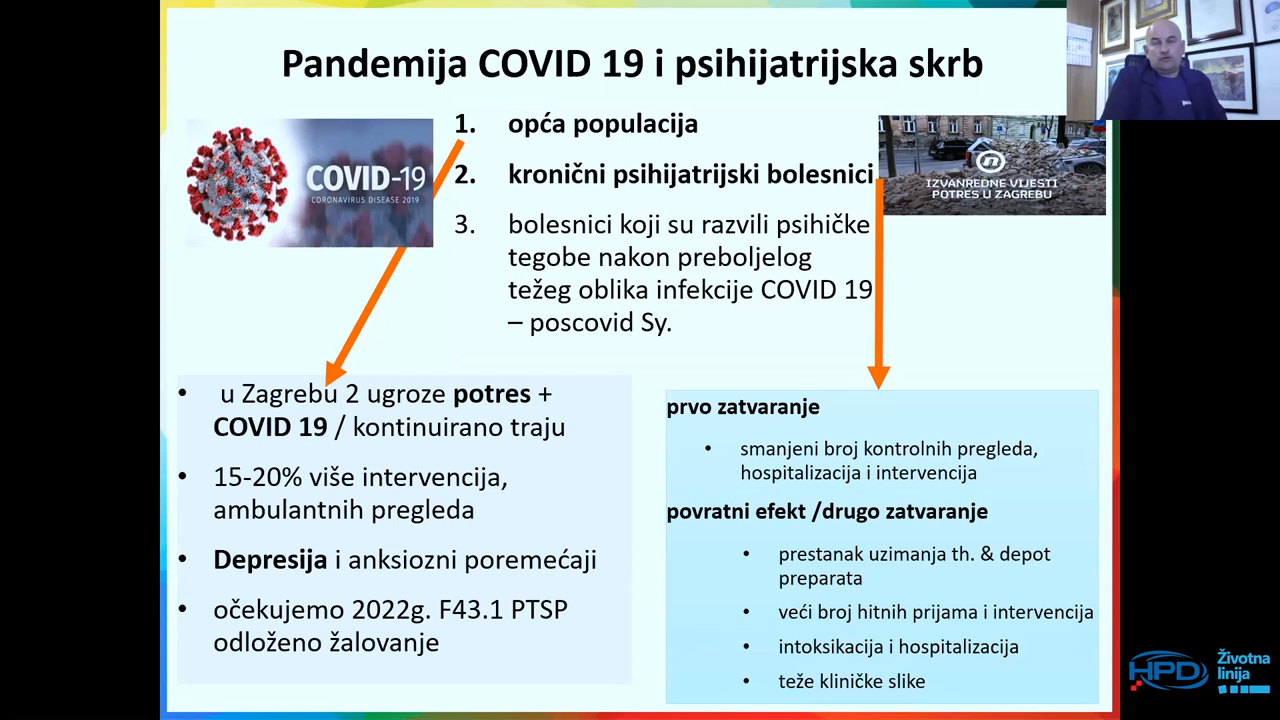 Pandemija COVID 19 i psihijatrijska skrb
COVID-19
CORONAVIRUS DISEASE 2019
1. opća populacija
2. kronični psihijatrijski bolesnici
3. bolesnici koji su razvili psihičke
tegobe nakon preboljelog
težeg oblika infekcije COVID 19
– poscovid Sy.
IZVANREDNE VIJESTI
POTRES U ZAGREBU
• u Zagrebu 2 ugroze potres +
COVID 19 / kontinuirano traju
• 15-20% više intervencija,
ambulantnih pregleda
• Depresija i anksiozni poremećaji
• očekujemo 2022g. F43.1 PTSP
odloženo žalovanje
prvo zatvaranje
• smanjeni broj kontrolnih pregleda,
hospitalizacija i intervencija
povratni efekt /drugo zatvaranje
• prestanak uzimanja th. & depot
preparata
• veći broj hitnih prijama i intervencija
• intoksikacija i hospitalizacija
• teže kliničke slike
HPD
Životna
linija